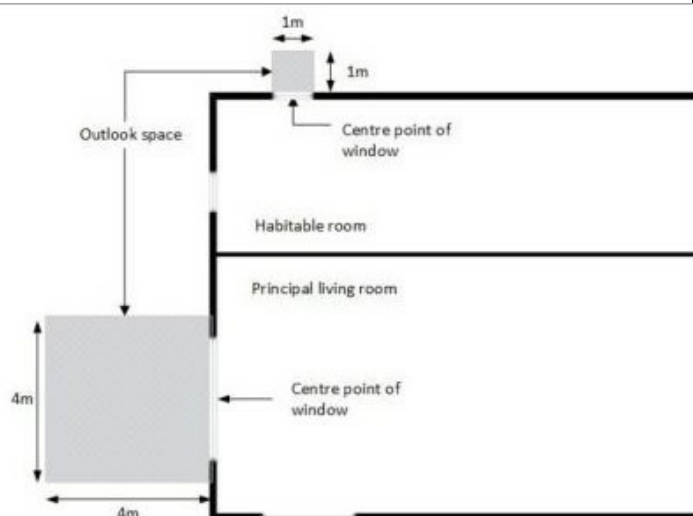 1m
1m
Outlook space
Centre point of
window
Habitable room
Principal living room
4m
Centre point of
window
4m